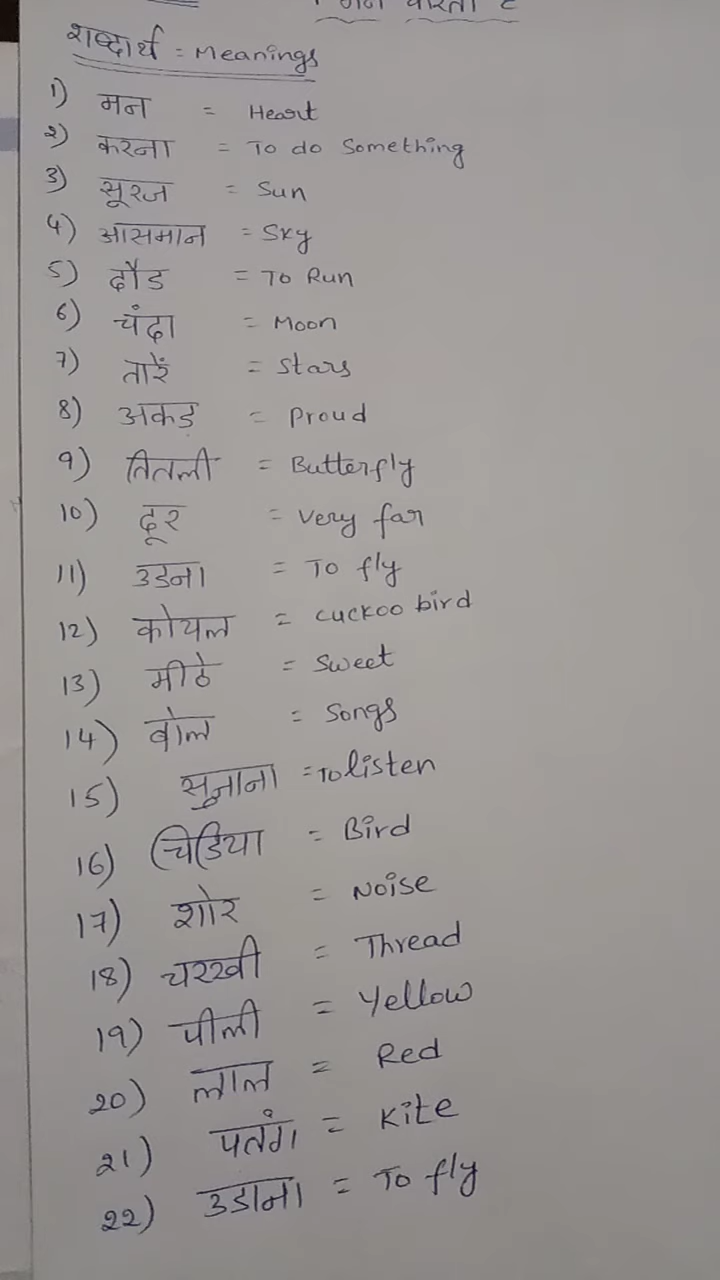 मन करता है
शब्दार्थ = Meanings
1) मन = Heart
2) करना = To do Something
3) सूरज = Sun
4) आसमान = Sky
5) दौड = To Run
6) चंदा = Moon
7) तारें = Stars
8) अकड़ = Proud
9) तितली = Butterfly
10) दूर = Very far
11) उडना = To fly
12) कोयल = cuckoo bird
13) मीठे = Sweet
14) बोल = Songs
15) सुनाना = To listen
16) चिडिया = Bird
17) शोर = Noise
18) चरखी = Thread
19) पीली = Yellow
20) लाल = Red
21) पतंग = Kite
22) उडाना = To fly